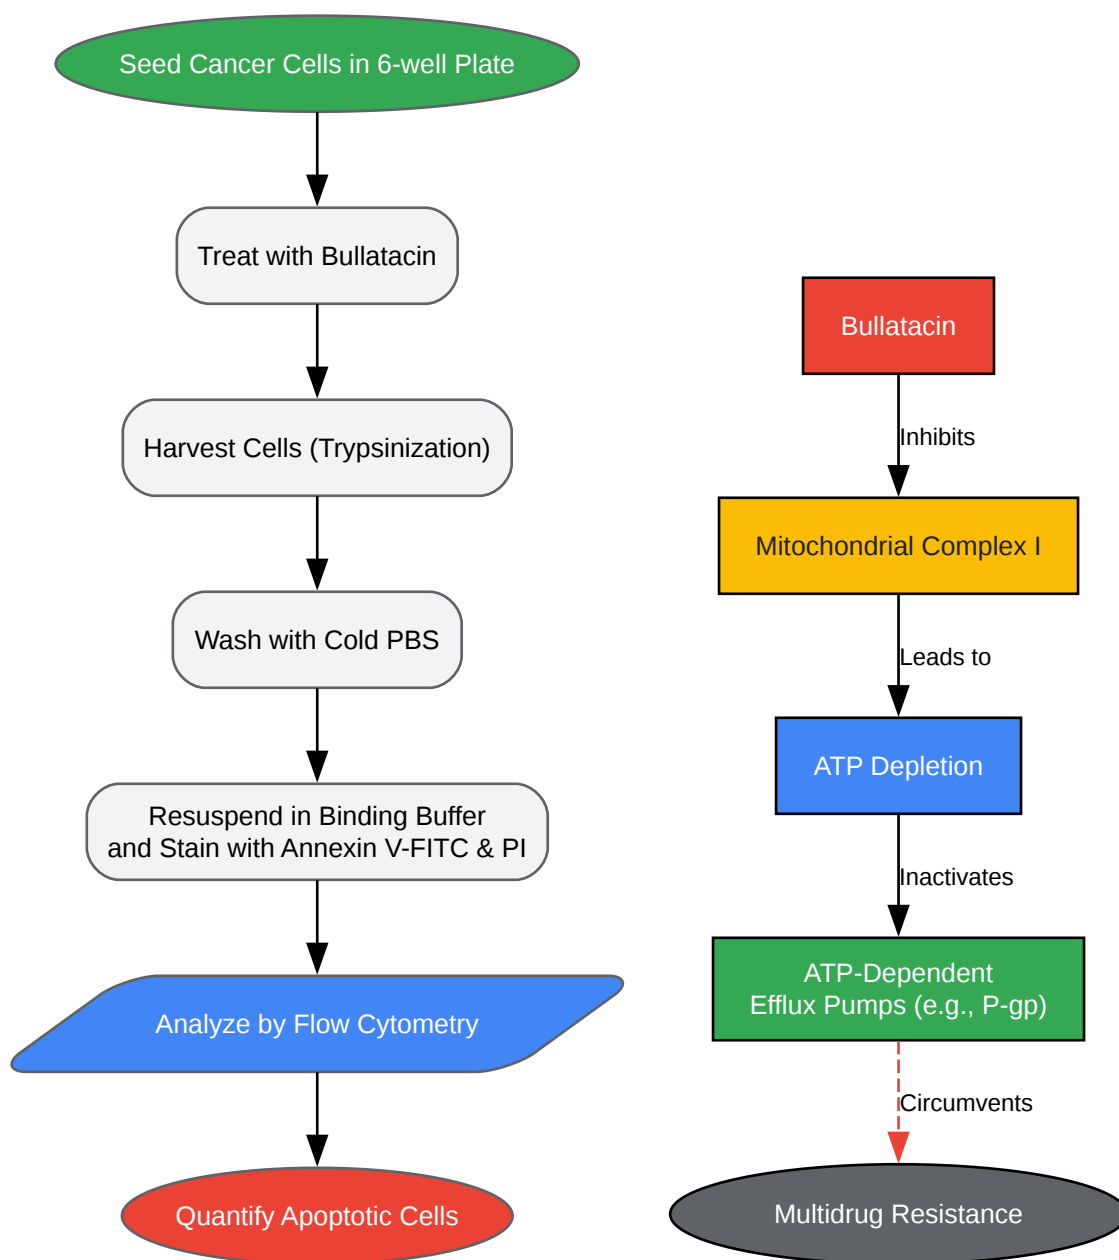 Seed Cancer Cells in 6-well Plate
Treat with Bullatacin
Harvest Cells (Trypsinization)
Wash with Cold PBS
Resuspend in Binding Buffer
and Stain with Annexin V-FITC & PI
Analyze by Flow Cytometry
Quantify Apoptotic Cells
Bullatacin
Inhibits
Mitochondrial Complex I
Leads to
ATP Depletion
Inactivates
ATP-Dependent
Efflux Pumps (e.g., P-gp)
Circumvents
Multidrug Resistance